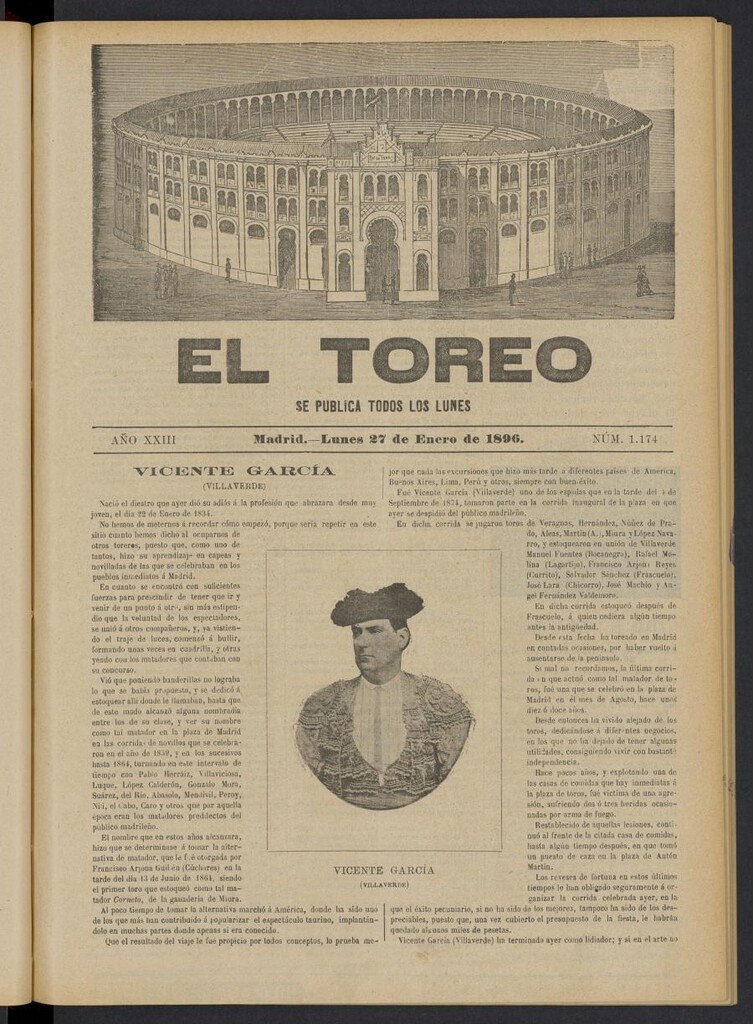 EL TOREO
SE PUBLICA TODOS LOS LUNES
AÑO XXIII
Madrid.—Lunes 27 de Enero de 1896.
NÚM. 1.174
VICENTE GARCÍA
(VILLAVERDE)
Nació el diestro que ayer dió su adiós á la profesión que abrazara desde muy
joven, el día 22 de Enero de 1834.
No hemos de meternos á recordar cómo empezó, porque sería repetir en este
sitio cuanto hemos dicho al ocuparnos de
otros toreros, puesto que, como uno de
tantos, hizo su aprendizaje en capeas y
novilladas de las que se celebraban en los
pueblos inmediatos á Madrid.
En cuanto se encontró con suficientes
fuerzas para prescindir de tener que ir y
venir de un punto á otro, sin más estipen-
dio que la voluntad de los espectadores,
se unió á otros compañeros, y, ya vistien-
do el traje de luces, comenzó á bullir,
formando unas veces en cuadrilla, y otras
yendo con los matadores que contaban con
su concurso.
Vió que poniendo banderillas no lograba
lo que se había propuesto, y se dedicó á
estoquear allí donde le llamaban, hasta que
de este modo alcanzó alguna nombradía
entre los de su clase, y ver su nombre
como tal matador en la plaza de Madrid
en las corridas de novillos que se celebra-
ron en el año de 1859, y en los sucesivos
hasta 1864, turnando en este intervalo de
tiempo con Pablo Herráiz, Villaviciosa,
Luque, López Calderón, Gonzalo Mora,
Suárez, del Río, Abasolo, Mendívil, Peroy,
Nili, el Cabo, Caro y otros que por aquella
época eran los matadores predilectos del
público madrileño.
El nombre que en estos años alcanzara,
hizo que se determinase á tomar la alter-
nativa de matador, que le fué otorgada por
Francisco Arjona Guillén (Cúchares) en la
tarde del día 13 de Junio de 1864, siendo
el primer toro que estoqueó como tal ma-
tador Corneto, de la ganadería de Miura.
Al poco tiempo de tomar la alternativa marchó á América, donde ha sido uno
de los que más han contribuído á popularizar el espectáculo taurino, implantán-
dolo en muchas partes donde apenas si era conocido.
Que el resultado del viaje le fué propicio por todos conceptos, lo prueba me-
jor que nada las excursiones que hizo más tarde á diferentes países de América,
Buenos Aires, Lima, Perú y otros, siempre con buen éxito.
Fué Vicente García (Villaverde) uno de los espadas que en la tarde del 4 de
Septiembre de 1874, tomaron parte en la corrida inaugural de la plaza en que
ayer se despidió del público madrileño.
En dicha corrida se jugaron toros de Veraguas, Hernández, Núñez de Pra-
do, Aleas, Martín (A.), Miura y López Nava-
rro, y estoquearon en unión de Villaverde
Manuel Fuentes (Bocanegra), Rafael Mo-
lina (Lagartijo), Francisco Arjona Reyes
(Currito), Salvador Sánchez (Frascuelo),
José Lara (Chicorro), José Machío y An-
gel Fernández Valdemoro.
En dicha corrida estoqueó después de
Frascuelo, á quien cediera algún tiempo
antes la antigüedad.
Desde esta fecha ha toreado en Madrid
en contadas ocasiones, por haber vuelto á
ausentarse de la península.
Si mal no recordamos, la última corri-
da en que actuó como tal matador de to-
ros, fué una que se celebró en la plaza de
Madrid en el mes de Agosto, hace unos
diez ó doce años.
Desde entonces ha vivido alejado de los
toros, dedicándose á diferentes negocios,
en los que no ha dejado de tener algunas
utilidades, consiguiendo vivir con bastante
independencia.
Hace pocos años, y explotando una de
las casas de comidas que hay inmediatas á
la plaza de toros, fué víctima de una agre-
sión, sufriendo dos ó tres heridas ocasio-
nadas por arma de fuego.
Restablecido de aquellas lesiones, conti-
nuó al frente de la citada casa de comidas,
hasta algún tiempo después, en que tomó
un puesto de caza en la plaza de Antón
Martín.
Los reveses de fortuna en estos últimos
tiempos le han obligado seguramente á or-
ganizar la corrida celebrada ayer, en la
que el éxito pecuniario, si no ha sido de los mejores, tampoco ha sido de los des-
preciables, puesto que, una vez cubierto el presupuesto de la fiesta, le habrán
quedado algunos miles de pesetas.
Vicente García (Villaverde) ha terminado ayer como lidiador; y si en el arte no
VICENTE GARCÍA
(VILLAVERDE)